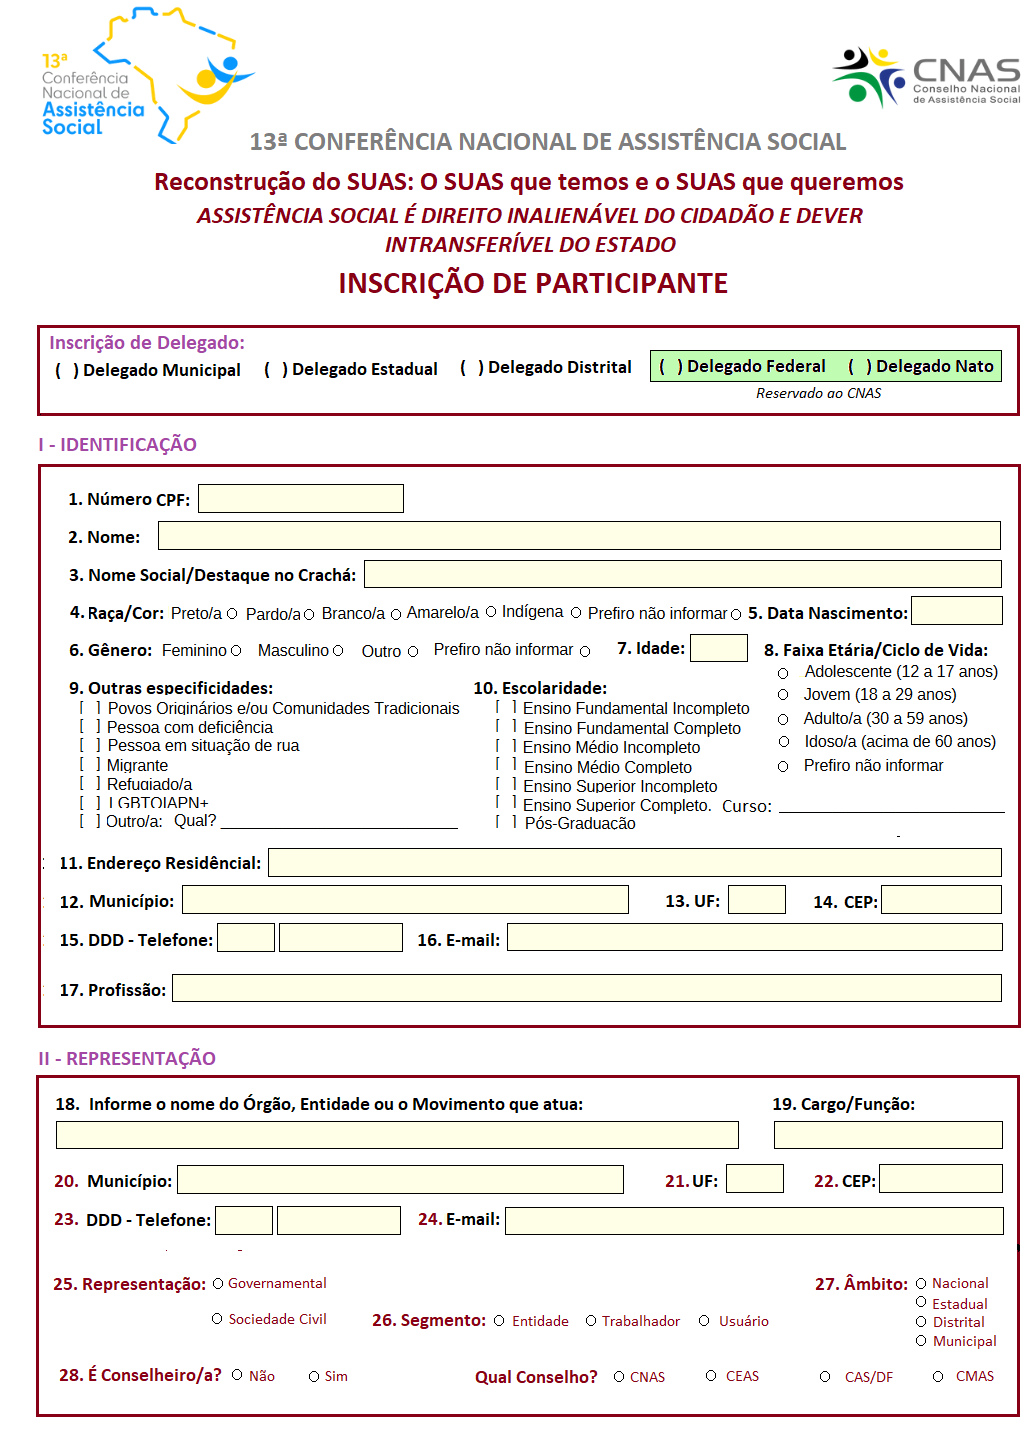 13ª
Conferência
Nacional de
Assistência
Social
CNAS
Conselho Nacional
de Assistência Social
13ª CONFERÊNCIA NACIONAL DE ASSISTÊNCIA SOCIAL
Reconstrução do SUAS: O SUAS que temos e o SUAS que queremos
ASSISTÊNCIA SOCIAL É DIREITO INALIENÁVEL DO CIDADÃO E DEVER
INTRANSFERÍVEL DO ESTADO
INSCRIÇÃO DE PARTICIPANTE
Inscrição de Delegado:
( ) Delegado Municipal ( ) Delegado Estadual ( ) Delegado Distrital ( ) Delegado Federal ( ) Delegado Nato
Reservado ao CNAS
I - IDENTIFICAÇÃO
1. Número CPF:
2. Nome:
3. Nome Social/Destaque no Crachá:
4. Raça/Cor: Preto/a Pardo/a Branco/a Amarelo/a Indígena Prefiro não informar 5. Data Nascimento:
6. Gênero: Feminino Masculino Outro Prefiro não informar 7. Idade: 8. Faixa Etária/Ciclo de Vida:
Adolescente (12 a 17 anos)
Jovem (18 a 29 anos)
Adulto/a (30 a 59 anos)
Idoso/a (acima de 60 anos)
Prefiro não informar
9. Outras especificidades:
[ ] Povos Originários e/ou Comunidades Tradicionais
[ ] Pessoa com deficiência
[ ] Pessoa em situação de rua
[ ] Migrante
[ ] Refugiado/a
[ ] LGBTQIAPN+
[ ] Outro/a: Qual? ____________________
10. Escolaridade:
[ ] Ensino Fundamental Incompleto
[ ] Ensino Fundamental Completo
[ ] Ensino Médio Incompleto
[ ] Ensino Médio Completo
[ ] Ensino Superior Incompleto
[ ] Ensino Superior Completo. Curso: ____________________
[ ] Pós-Graduação
11. Endereço Residêncial:
12. Município: 13. UF: 14. CEP:
15. DDD - Telefone: 16. E-mail:
17. Profissão:
II - REPRESENTAÇÃO
18. Informe o nome do Órgão, Entidade ou o Movimento que atua: 19. Cargo/Função:
20. Município: 21. UF: 22. CEP:
23. DDD - Telefone: 24. E-mail:
25. Representação: Governamental
Sociedade Civil
26. Segmento: Entidade Trabalhador Usuário
27. Âmbito: Nacional
Estadual
Distrital
Municipal
28. É Conselheiro/a? Não Sim Qual Conselho? CNAS CEAS CAS/DF CMAS